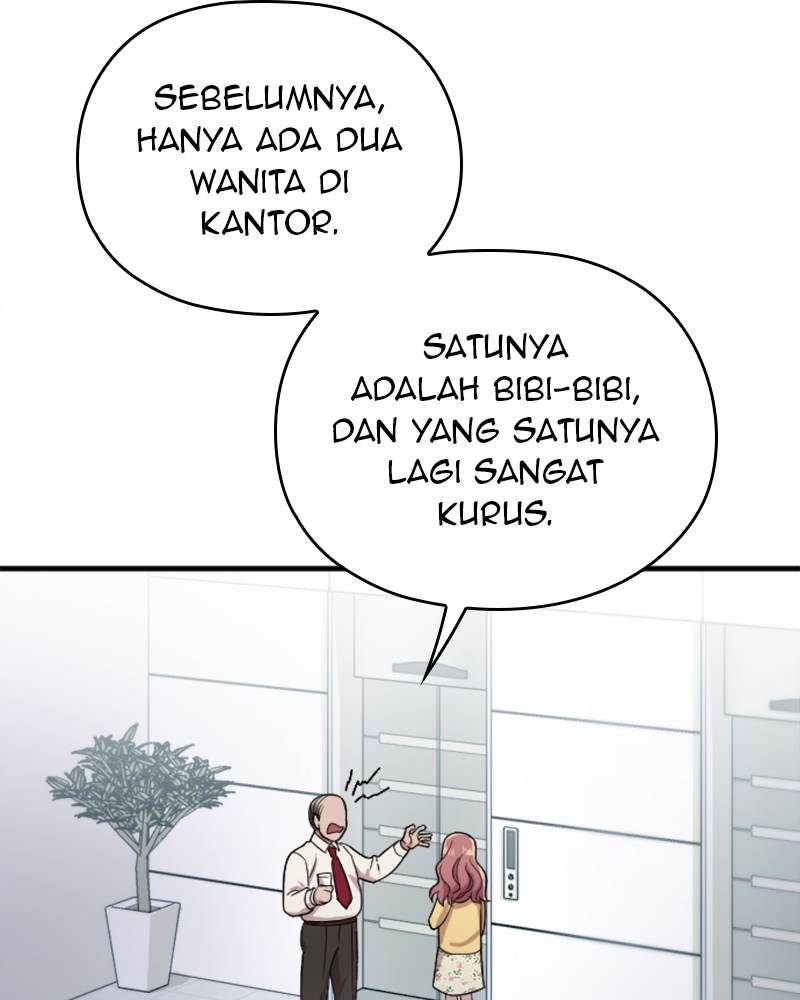 SEBELUMNYA,
HANYA ADA DUA
WANITA DI
KANTOR.
SATUNYA
ADALAH BIBI-BIBI,
DAN YANG SATUNYA
LAGI SANGAT
KURUS.